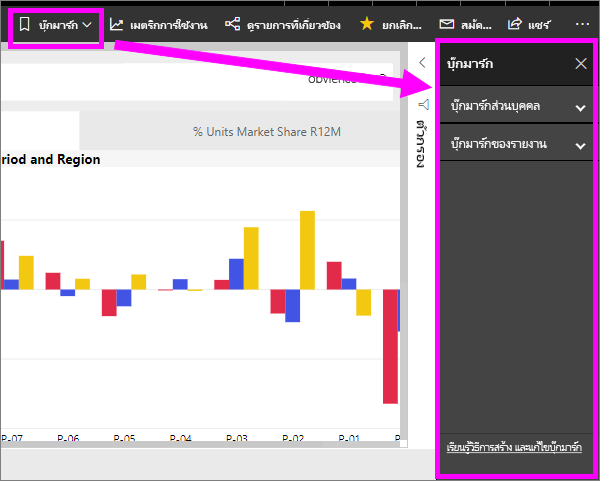 บุ๊กมาร์ก
เมตริกการใช้งาน
ดูรายการที่เกี่ยวข้อง
ยกเลิก...
สมัค...
แชร์
...
บุ๊กมาร์ก
obvience
ตัวกรอง
บุ๊กมาร์กส่วนบุคคล
% Units Market Share R12M
บุ๊กมาร์กของรายงาน
riod and Region
P-07 P-06 P-05 P-04 P-03 P-02 P-01
เรียนรู้วิธีการสร้าง และแก้ไขบุ๊กมาร์ก